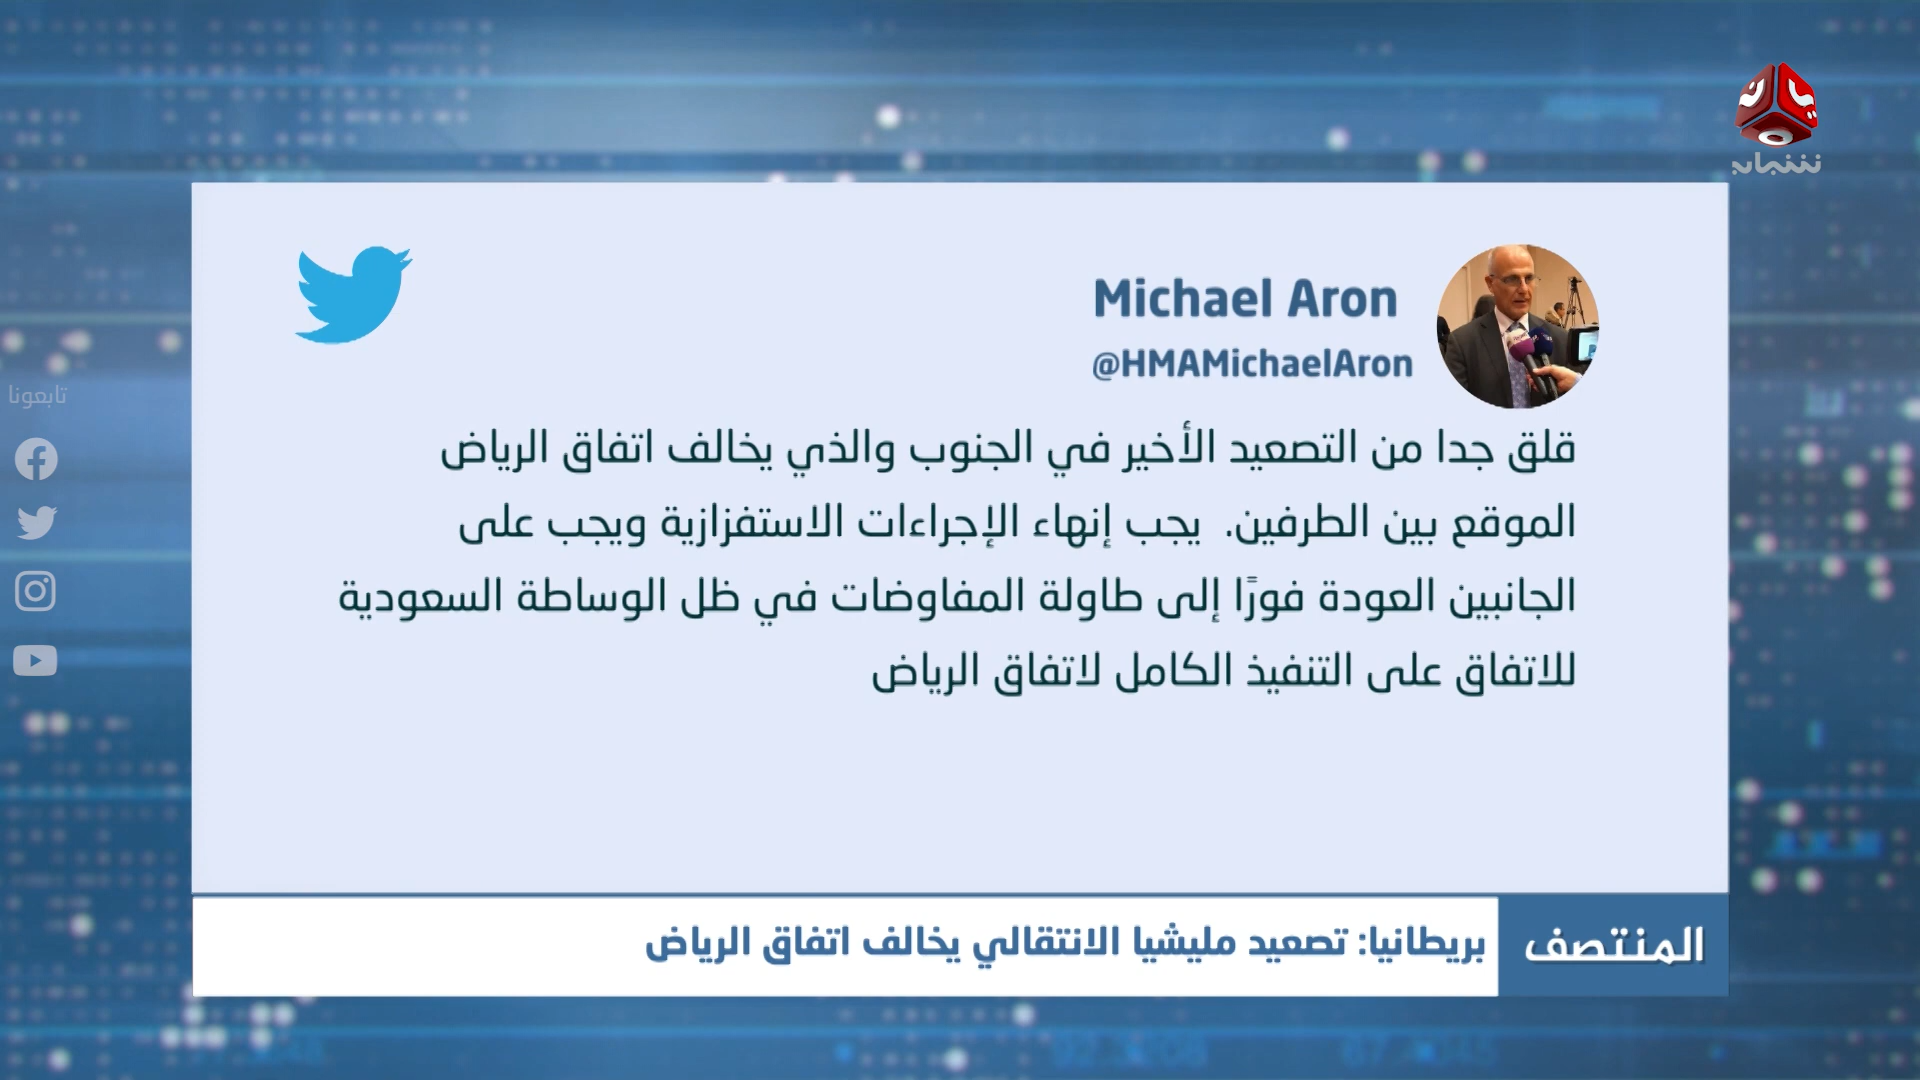 يمن
شباب
Michael Aron
@HMAMichaelAron
قلق جدا من التصعيد الأخير في الجنوب والذي يخالف اتفاق الرياض
الموقع بين الطرفين. يجب إنهاء الإجراءات الاستفزازية ويجب على
الجانبين العودة فورًا إلى طاولة المفاوضات في ظل الوساطة السعودية
للاتفاق على التنفيذ الكامل لاتفاق الرياض
تابعونا
المنتصف
بريطانيا: تصعيد مليشيا الانتقالي يخالف اتفاق الرياض